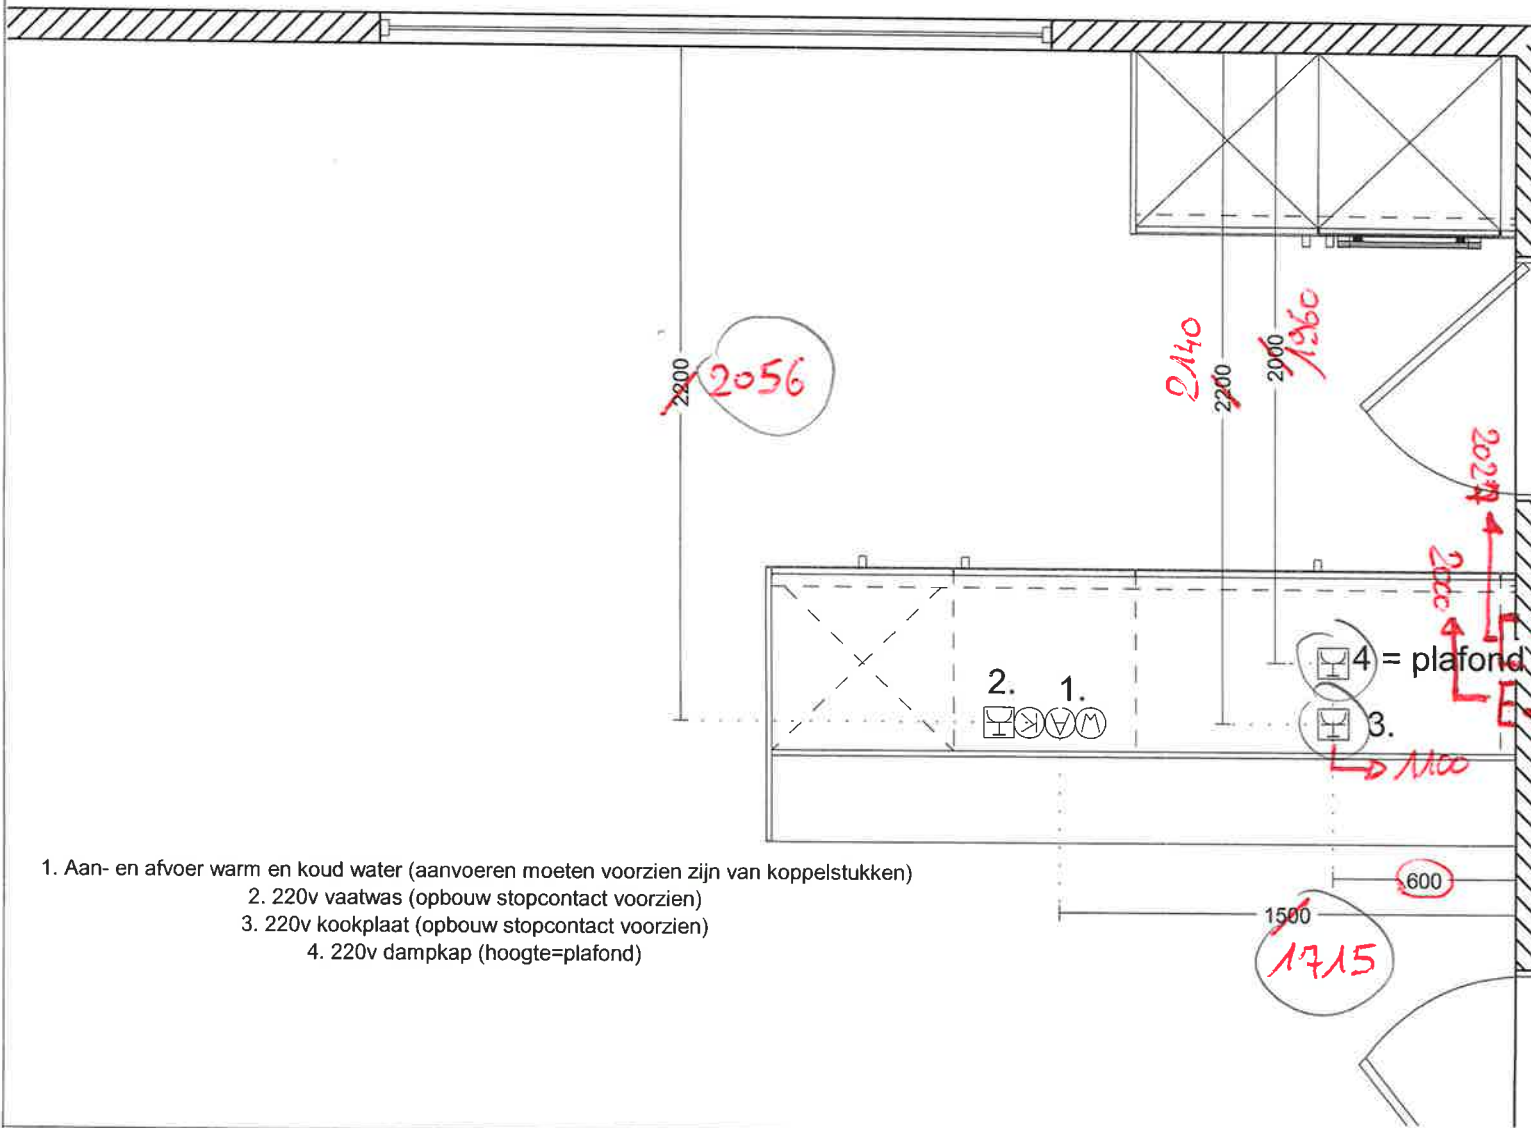 2200
2056
2140
2200
2000
1960
2027
2000
4 = plafond
2.
1.
K
A
W
3.
1100
600
1500
1715
1. Aan- en afvoer warm en koud water (aanvoeren moeten voorzien zijn van koppelstukken)
2. 220v vaatwas (opbouw stopcontact voorzien)
3. 220v kookplaat (opbouw stopcontact voorzien)
4. 220v dampkap (hoogte=plafond)